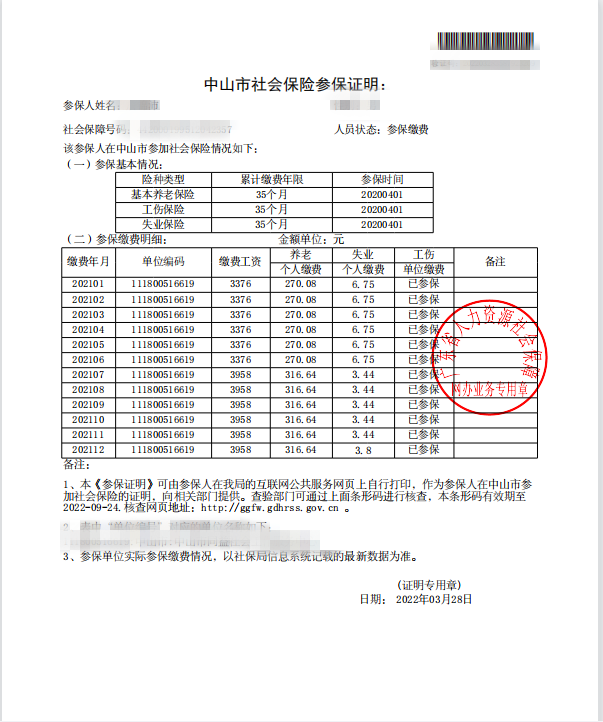 中山市社会保险参保证明：
参保人姓名
社会保障号码：
人员状态：参保缴费
该参保人在中山市参加社会保险情况如下：
（一）参保基本情况：
险种类型 累计缴费年限 参保时间
基本养老保险 35个月 20200401
工伤保险 35个月 20200401
失业保险 35个月 20200401
（二）参保缴费明细： 金额单位：元
缴费年月 单位编码 缴费工资 养老 失业 工伤 备注
个人缴费 个人缴费 单位缴费
202101 111800516619 3376 270.08 6.75 已参保
202102 111800516619 3376 270.08 6.75 已参保
202103 111800516619 3376 270.08 6.75 已参保
202104 111800516619 3376 270.08 6.75 已参保
202105 111800516619 3376 270.08 6.75 已参保
202106 111800516619 3376 270.08 6.75 已参保
202107 111800516619 3958 316.64 3.44 已参保
202108 111800516619 3958 316.64 3.44 已参保
202109 111800516619 3958 316.64 3.44 已参保
202110 111800516619 3958 316.64 3.44 已参保
202111 111800516619 3958 316.64 3.44 已参保
202112 111800516619 3958 316.64 3.8 已参保
广东省人力资源社会保障
网办业务专用章
备注：
1、本《参保证明》可由参保人在我局的互联网公共服务网页上自行打印，作为参保人在中山市参
加社会保险的证明，向相关部门提供。查验部门可通过上面条形码进行核查，本条形码有效期至
2022-09-24.核查网页地址：http://ggfw.gdhrss.gov.cn 。
3、参保单位实际参保缴费情况，以社保局信息系统记载的最新数据为准。
(证明专用章)
日期： 2022年03月28日